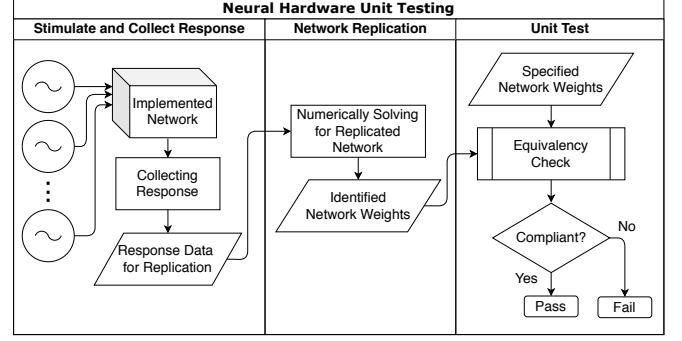 Neural Hardware Unit Testing
Stimulate and Collect Response
Network Replication
Unit Test
Implemented
Network
Collecting
Response
Response Data
for Replication
Numerically Solving
for Replicated
Network
Identified
Network Weights
Specified
Network Weights
Equivalency
Check
Compliant?
No
Yes
Pass
Fail